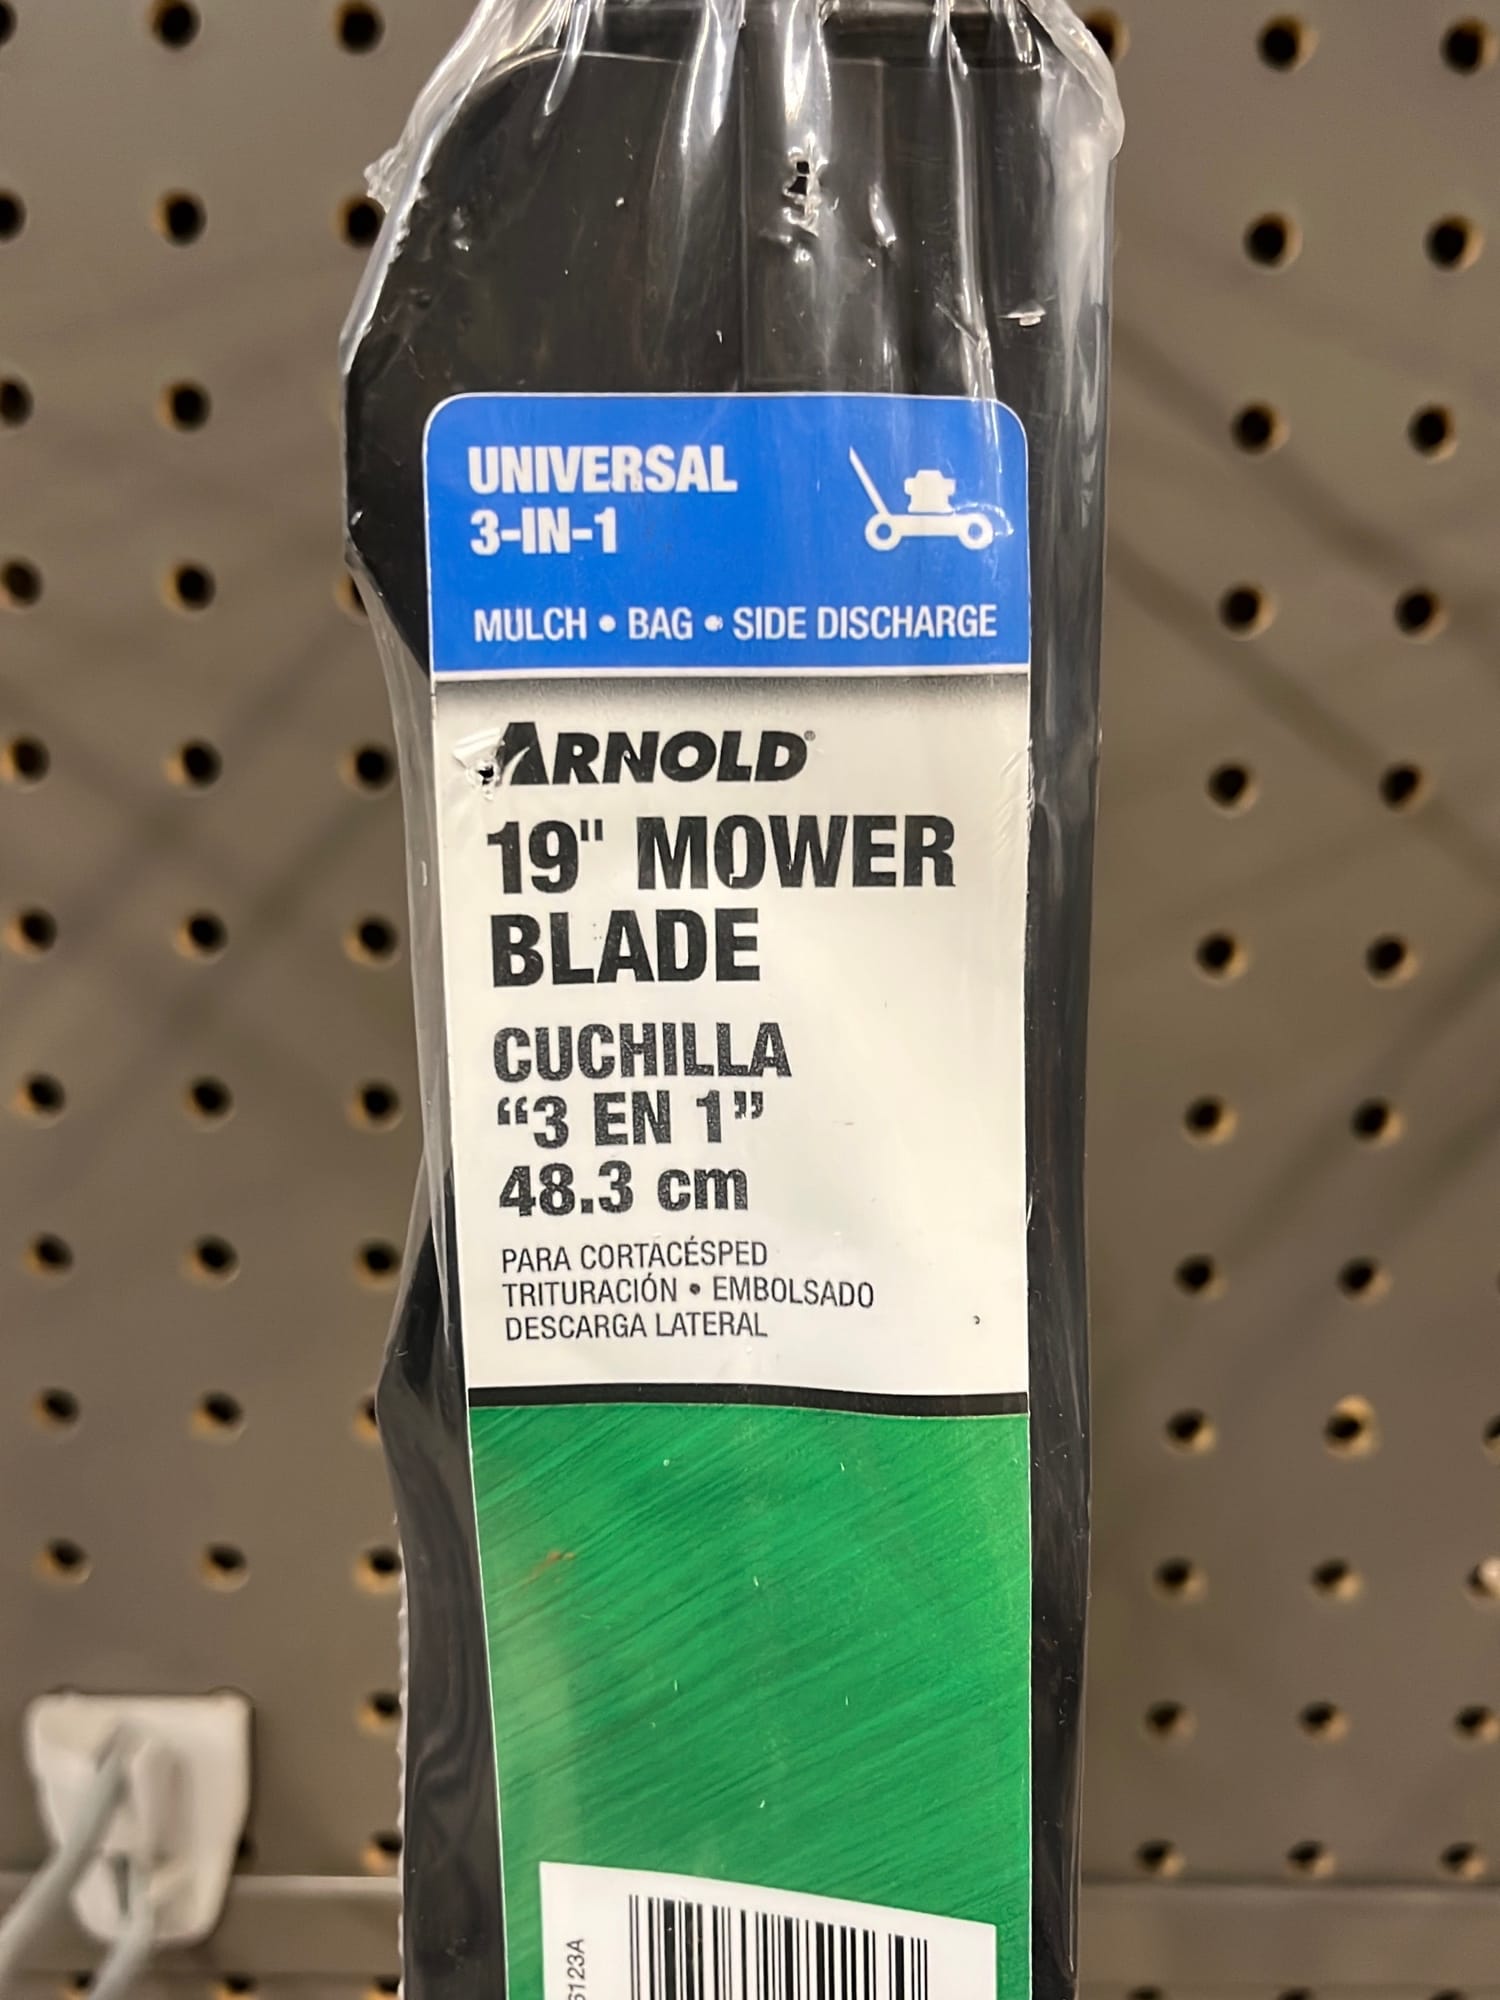 UNIVERSAL
3-IN-1
MULCH • BAG • SIDE DISCHARGE
ARNOLD®
19" MOWER
BLADE
CUCHILLA
“3 EN 1”
48.3 cm
PARA CORTACÉSPED
TRITURACIÓN • EMBOLSADO
DESCARGA LATERAL